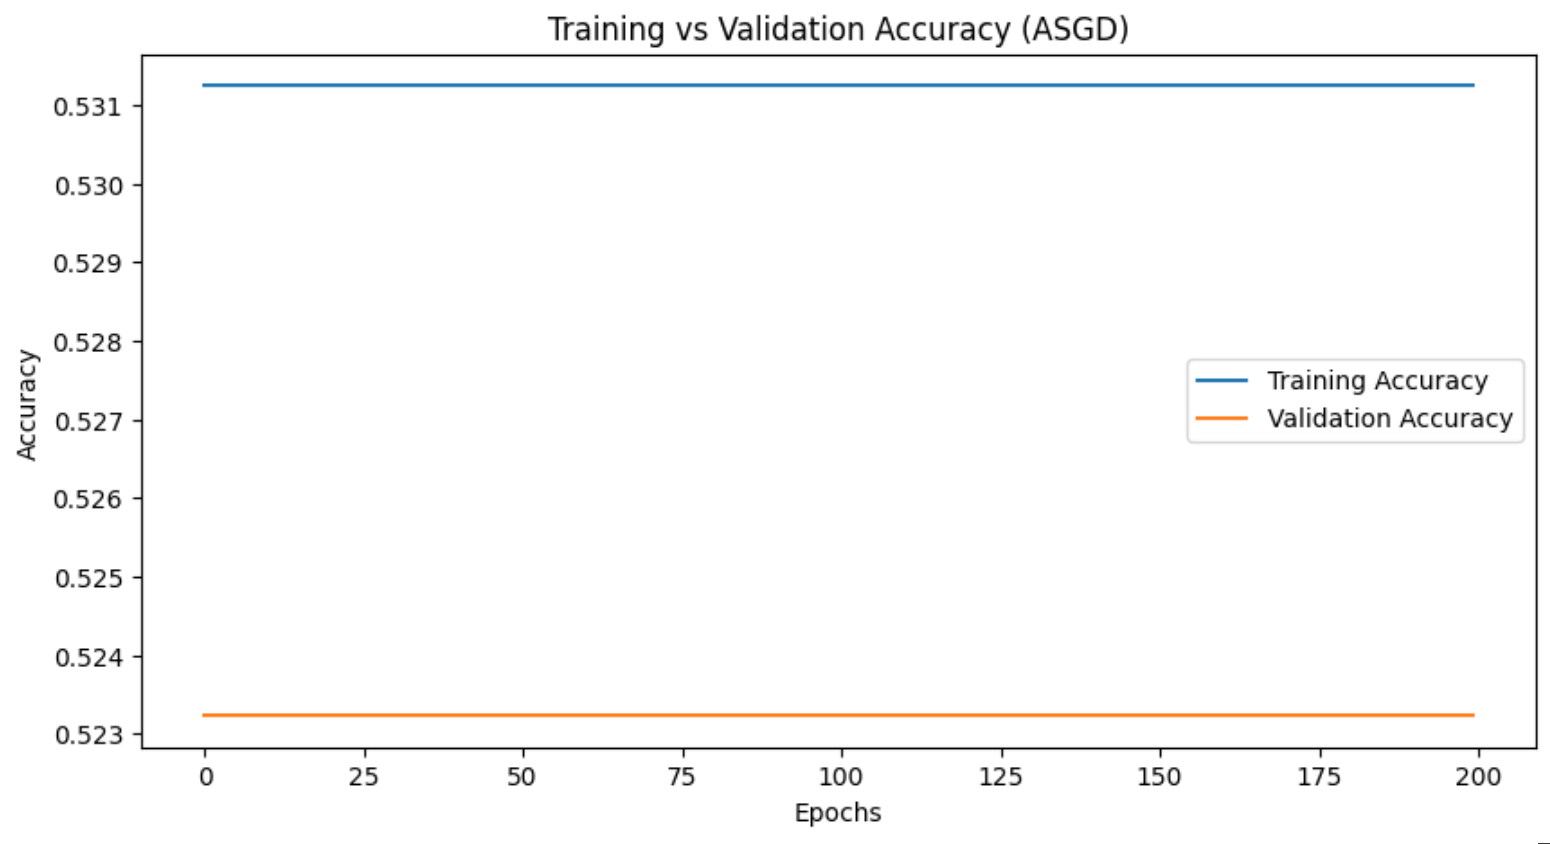 Training vs Validation Accuracy (ASGD)
0.531
0.530
0.529
0.528
0.527
0.526
0.525
0.524
0.523
Accuracy
Training Accuracy
Validation Accuracy
0 25 50 75 100 125 150 175 200
Epochs